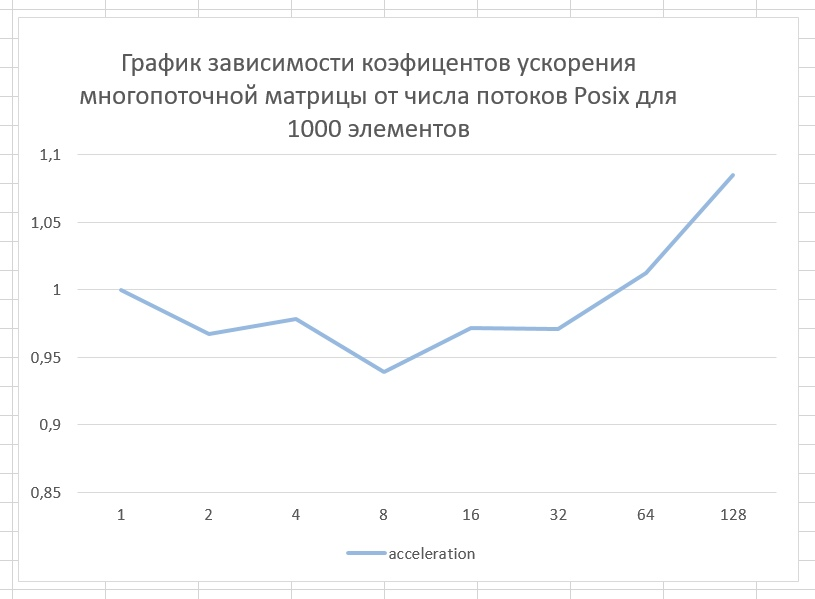 График зависимости коэфицентов ускорения
многопоточной матрицы от числа потоков Posix для
1000 элементов
1,1
1,05
1
0,95
0,9
0,85
1 2 4 8 16 32 64 128
acceleration